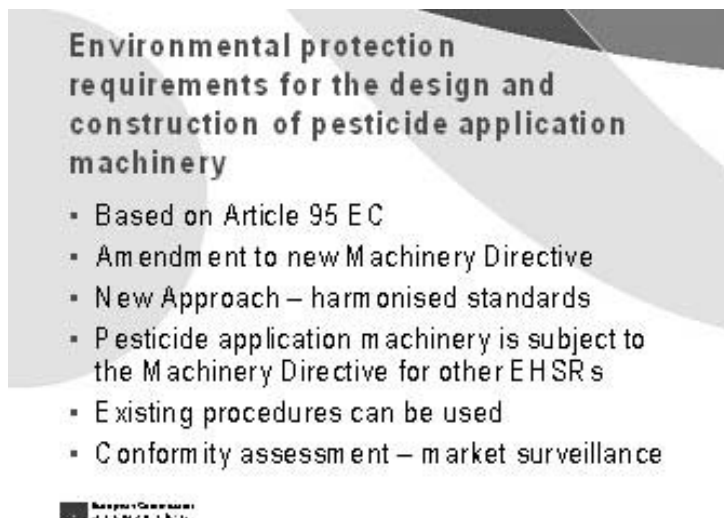 Environmental protection
requirements for the design and
construction of pesticide application
machinery
▪ Based on Article 95 EC
▪ Amendment to new Machinery Directive
▪ New Approach – harmonised standards
▪ Pesticide application machinery is subject to
the Machinery Directive for other EHSRs
▪ Existing procedures can be used
▪ Conformity assessment – market surveillance
European Commission